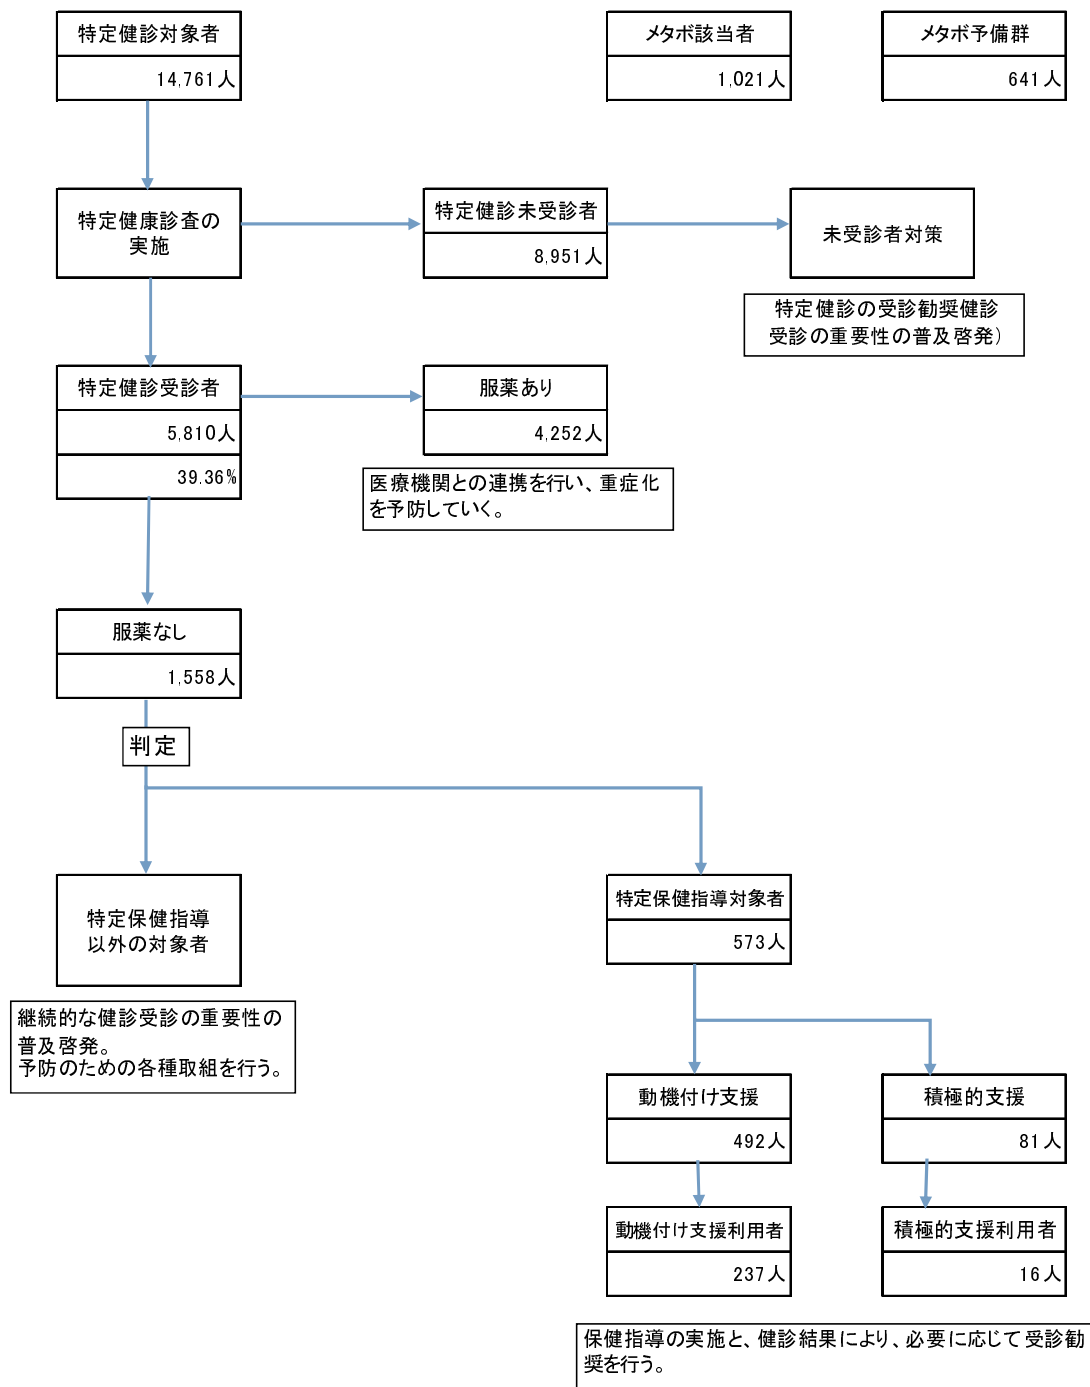 特定健診対象者
14,761人
メタボ該当者
1,021人
メタボ予備群
641人
特定健康診査の
実施
特定健診未受診者
8,951人
未受診者対策
特定健診の受診勧奨健診
受診の重要性の普及啓発）
特定健診受診者
5,810人
39.36%
服薬あり
4,252人
医療機関との連携を行い、重症化
を予防していく。
服薬なし
1,558人
判定
特定保健指導
以外の対象者
特定保健指導対象者
573人
継続的な健診受診の重要性の
普及啓発。
予防のための各種取組を行う。
動機付け支援
492人
積極的支援
81人
動機付け支援利用者
237人
積極的支援利用者
16人
保健指導の実施と、健診結果により、必要に応じて受診勧
奨を行う。